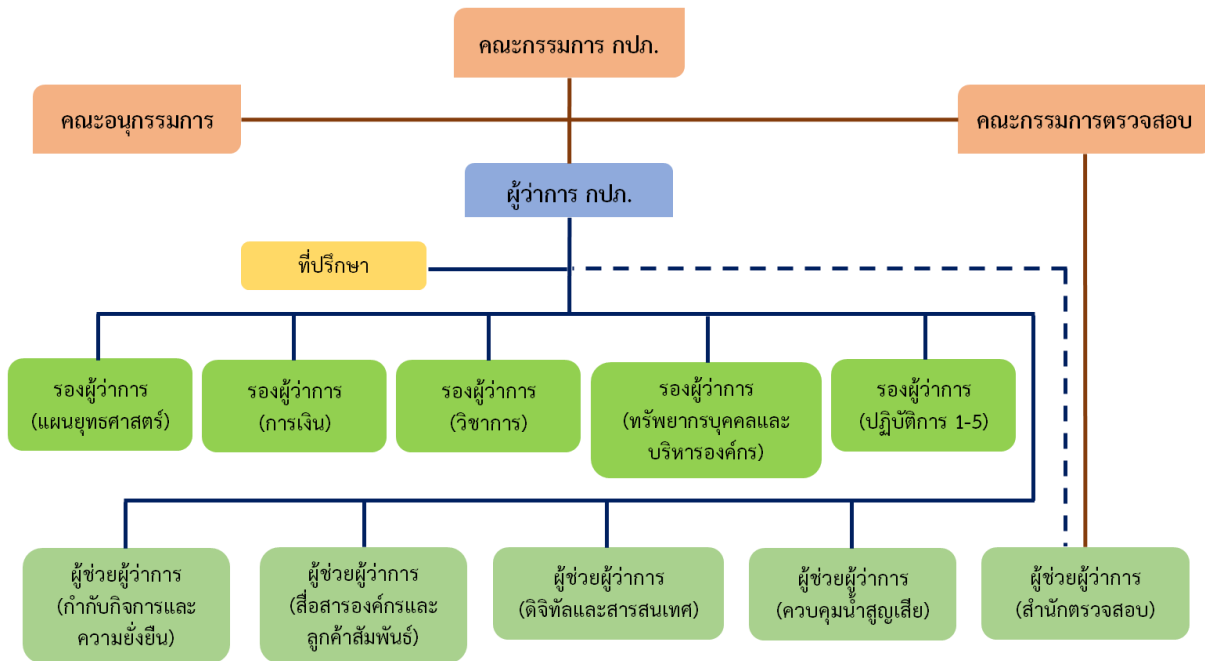 คณะกรรมการ กปภ.
คณะอนุกรรมการ
คณะกรรมการตรวจสอบ
ผู้ว่าการ กปภ.
ที่ปรึกษา
รองผู้ว่าการ
(แผนยุทธศาสตร์)
รองผู้ว่าการ
(การเงิน)
รองผู้ว่าการ
(วิชาการ)
รองผู้ว่าการ
(ทรัพยากรบุคคลและ
บริหารองค์กร)
รองผู้ว่าการ
(ปฏิบัติการ 1-5)
ผู้ช่วยผู้ว่าการ
(กำกับกิจการและ
ความยั่งยืน)
ผู้ช่วยผู้ว่าการ
(สื่อสารองค์กรและ
ลูกค้าสัมพันธ์)
ผู้ช่วยผู้ว่าการ
(ดิจิทัลและสารสนเทศ)
ผู้ช่วยผู้ว่าการ
(ควบคุมน้ำสูญเสีย)
ผู้ช่วยผู้ว่าการ
(สำนักตรวจสอบ)